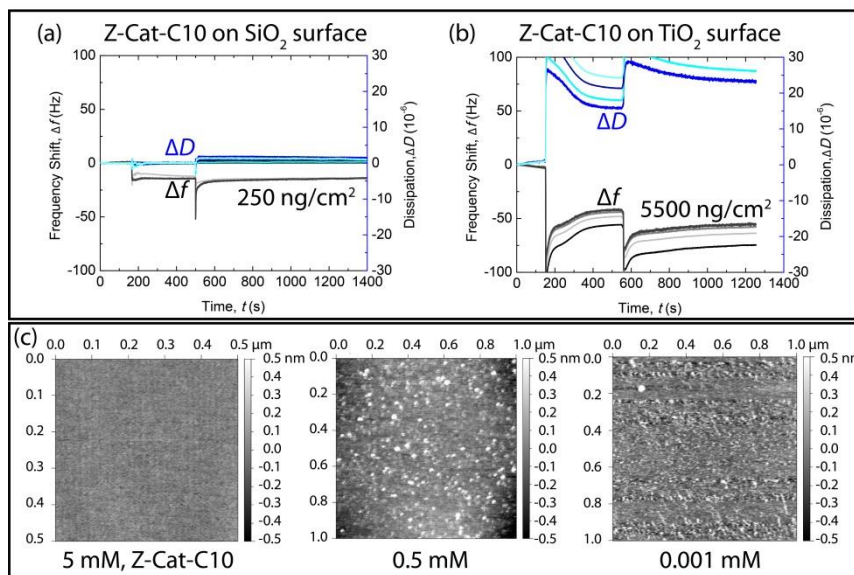 (a) Z-Cat-C10 on SiO₂ surface
100
50
0
-50
-100
Frequency Shift, Δf (Hz)
ΔD
Δf
250 ng/cm²
30
20
10
0
-10
-20
-30
Dissipation, ΔD (10⁻⁶)
0 200 400 600 800 1000 1200 1400
Time, t (s)
(b) Z-Cat-C10 on TiO₂ surface
100
50
0
-50
-100
Frequency Shift, Δf (Hz)
ΔD
Δf
5500 ng/cm²
30
20
10
0
-10
-20
-30
Dissipation, ΔD (10⁻⁶)
0 200 400 600 800 1000 1200 1400
Time, t (s)
(c)
0.0 0.1 0.2 0.3 0.4 0.5 μm
0.0
0.1
0.2
0.3
0.4
0.5
0.5 nm
0.4
0.3
0.2
0.1
0.0
-0.1
-0.2
-0.3
-0.4
-0.5
5 mM, Z-Cat-C10
0.0 0.2 0.4 0.6 0.8 1.0 μm
0.0
0.2
0.4
0.6
0.8
1.0
0.5 nm
0.4
0.3
0.2
0.1
0.0
-0.1
-0.2
-0.3
-0.4
-0.5
0.5 mM
0.0 0.2 0.4 0.6 0.8 1.0 μm
0.0
0.2
0.4
0.6
0.8
1.0
0.5 nm
0.4
0.3
0.2
0.1
0.0
-0.1
-0.2
-0.3
-0.4
-0.5
0.001 mM